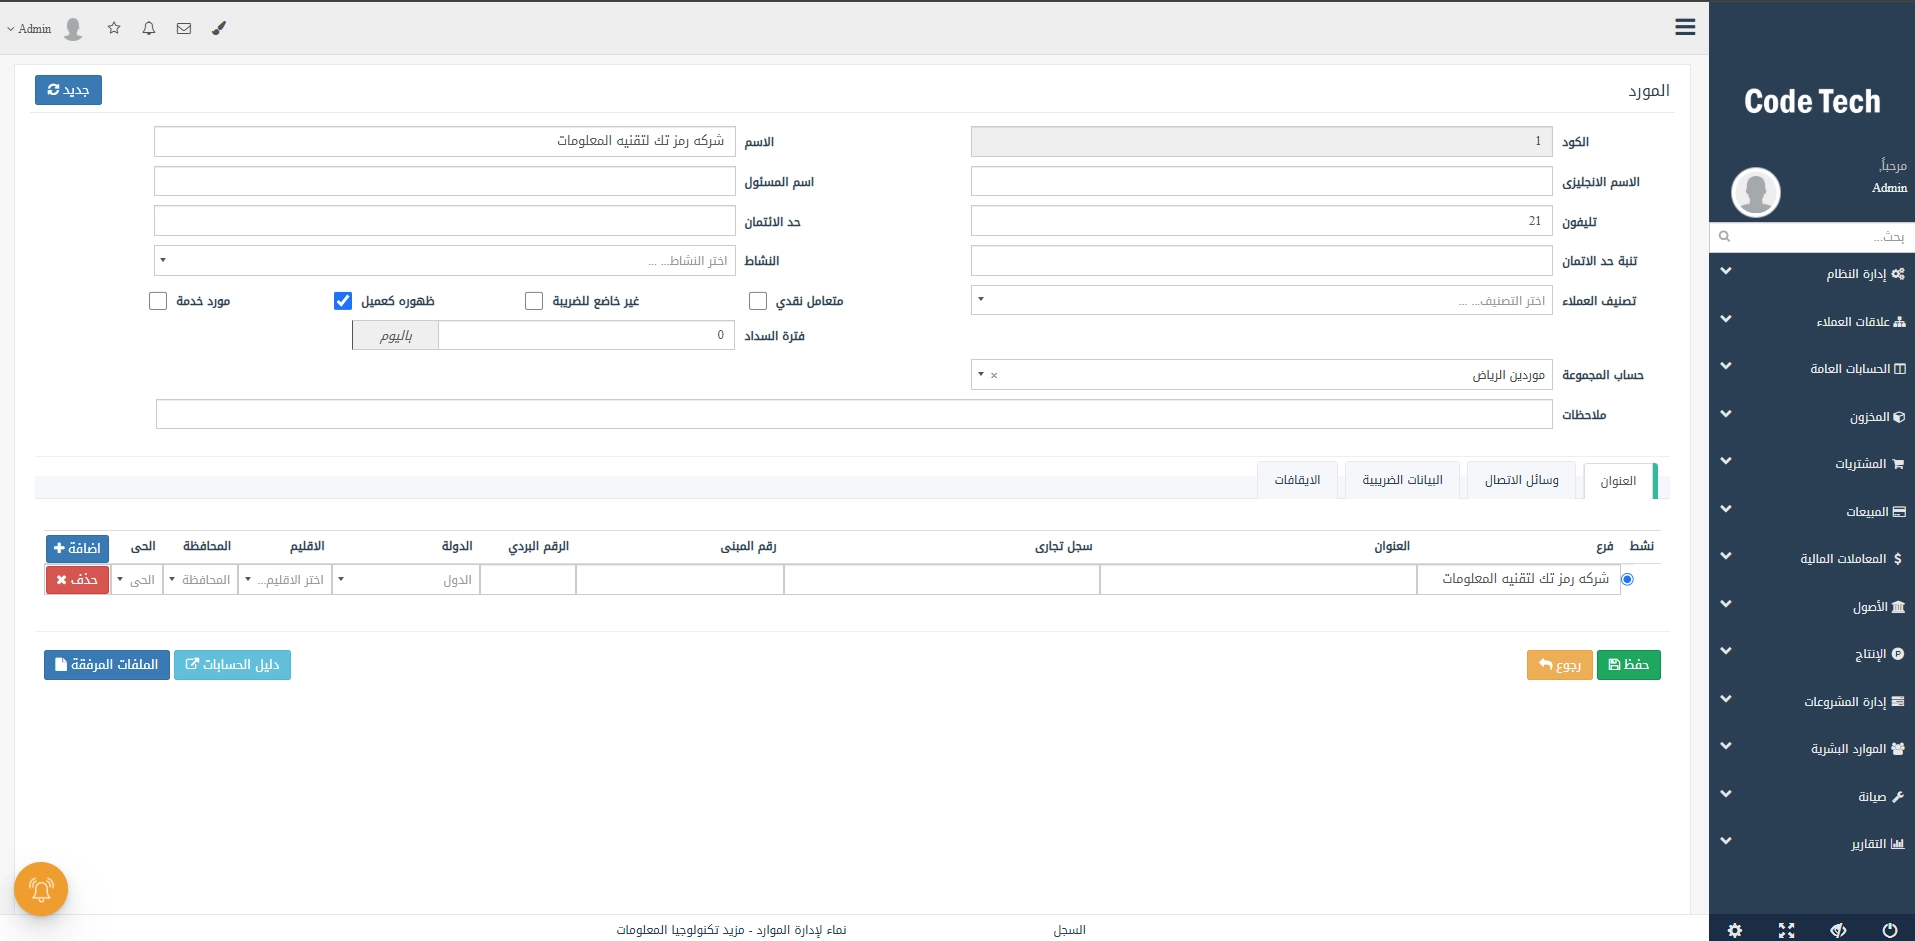 Admin
Code Tech
مرحباً,
Admin
بحث...
إدارة النظام
علاقات العملاء
الحسابات العامة
المخزون
المشتريات
المبيعات
المعاملات المالية
الأصول
الإنتاج
إدارة المشروعات
الموارد البشرية
صيانة
التقارير
المورد
جديد
الكود 1 الاسم شركه رمز تك لتقنيه المعلومات
الاسم الانجليزى اسم المسئول
تليفون 21 حد الائتمان
تنبة حد الاتمان النشاط اختر النشاط... ...
تصنيف العملاء اختر التصنيف... ... متعامل نقدي غير خاضع للضريبة ظهوره كعميل مورد خدمة
فترة السداد 0 باليوم
حساب المجموعة موردين الرياض ×
ملاحظات
العنوان وسائل الاتصال البيانات الضريبية الايقافات
نشط فرع العنوان سجل تجارى رقم المبنى الرقم البردي الدولة الاقليم المحافظة الحى اضافة
شركه رمز تك لتقنيه المعلومات الدول اختر الاقليم... المحافظة الحى حذف
حفظ رجوع دليل الحسابات الملفات المرفقة
السجل نماء لإدارة الموارد - مزيد تكنولوجيا المعلومات